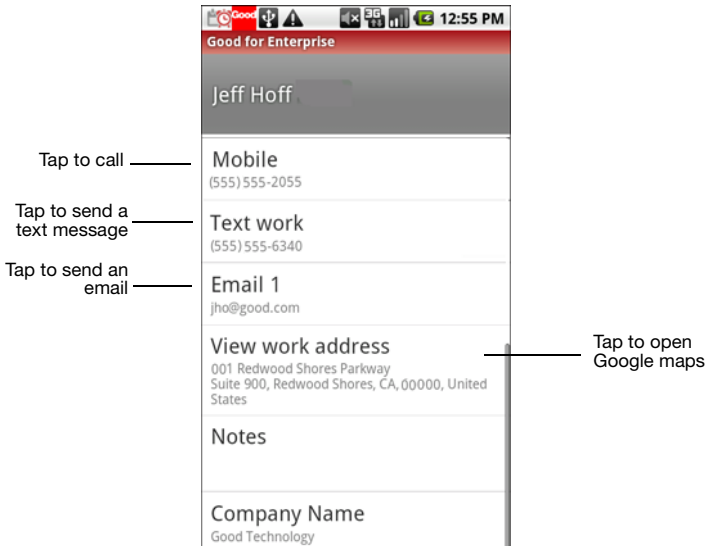 Good 3G 12:55 PM
Good for Enterprise
Jeff Hoff
Tap to call
Mobile
(555) 555-2055
Tap to send a
text message
Text work
(555) 555-6340
Tap to send an
email
Email 1
jho@good.com
View work address
001 Redwood Shores Parkway
Suite 900, Redwood Shores, CA, 00000, United
States
Tap to open
Google maps
Notes
Company Name
Good Technology